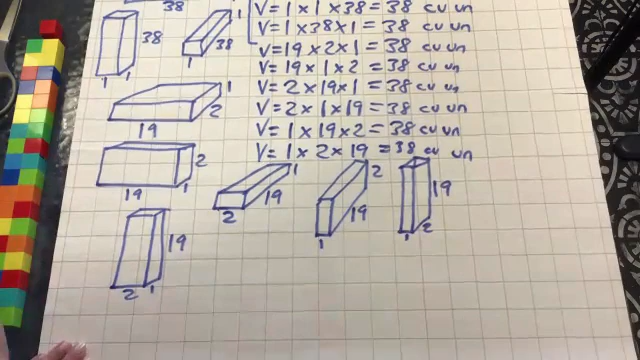 38
V = 1 x 1 x 38 = 38 cu un
V = 1 x 38 x 1 = 38 cu un
V = 19 x 2 x 1 = 38 cu un
V = 19 x 1 x 2 = 38 cu un
V = 2 x 19 x 1 = 38 cu un
V = 2 x 1 x 19 = 38 cu un
V = 1 x 19 x 2 = 38 cu un
V = 1 x 2 x 19 = 38 cu un
38
1 1
1
38
1
1
2
19
2
1
19
1
19
2
2
19
1
19
1 2
19
2 1